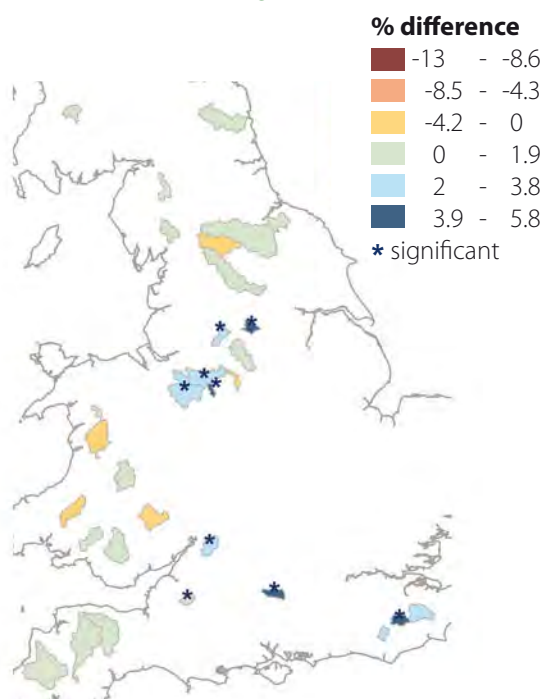 % difference
-13 - -8.6
-8.5 - -4.3
-4.2 - 0
0 - 1.9
2 - 3.8
3.9 - 5.8
* significant
* *
* *
*
*
* *
*